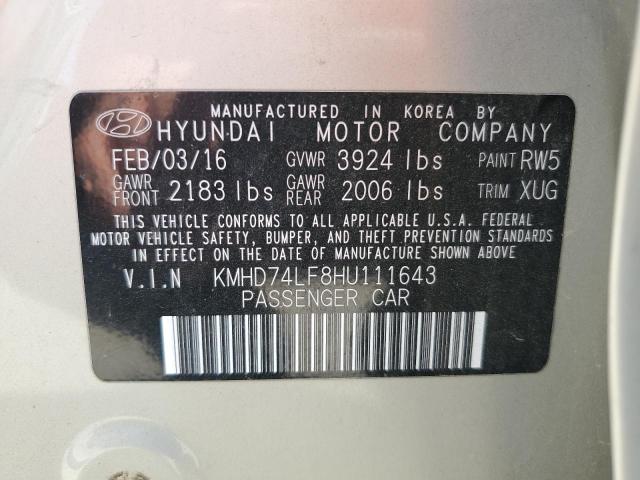 MANUFACTURED IN KOREA BY
HYUNDAI MOTOR COMPANY
FEB/03/16 GVWR 3924 lbs PAINT RW5
GAWR FRONT 2183 lbs GAWR REAR 2006 lbs TRIM XUG
THIS VEHICLE CONFORMS TO ALL APPLICABLE U.S.A. FEDERAL
MOTOR VEHICLE SAFETY, BUMPER, AND THEFT PREVENTION STANDARDS
IN EFFECT ON THE DATE OF MANUFACTURE SHOWN ABOVE.
V.I.N KMHD74LF8HU111643
PASSENGER CAR